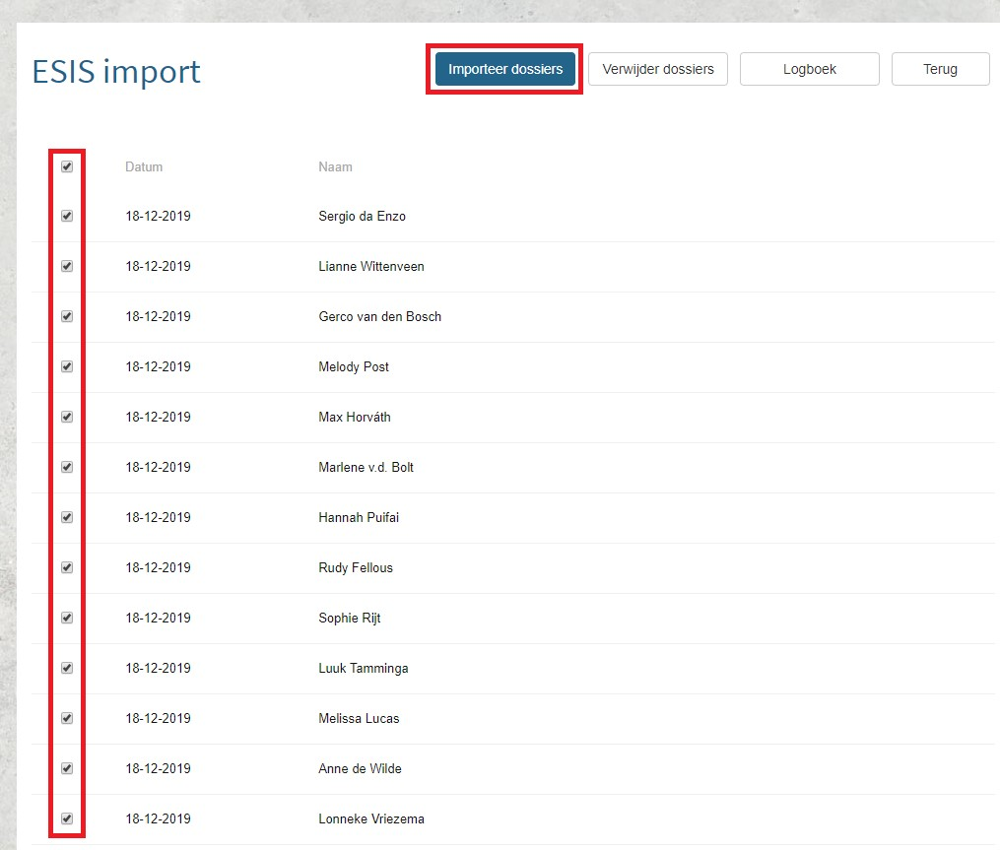 ESIS import
Importeer dossiers Verwijder dossiers Logboek Terug
Datum Naam
18-12-2019 Sergio da Enzo
18-12-2019 Lianne Wittenveen
18-12-2019 Gerco van den Bosch
18-12-2019 Melody Post
18-12-2019 Max Horváth
18-12-2019 Marlene v.d. Bolt
18-12-2019 Hannah Puifai
18-12-2019 Rudy Fellous
18-12-2019 Sophie Rijt
18-12-2019 Luuk Tamminga
18-12-2019 Melissa Lucas
18-12-2019 Anne de Wilde
18-12-2019 Lonneke Vriezema